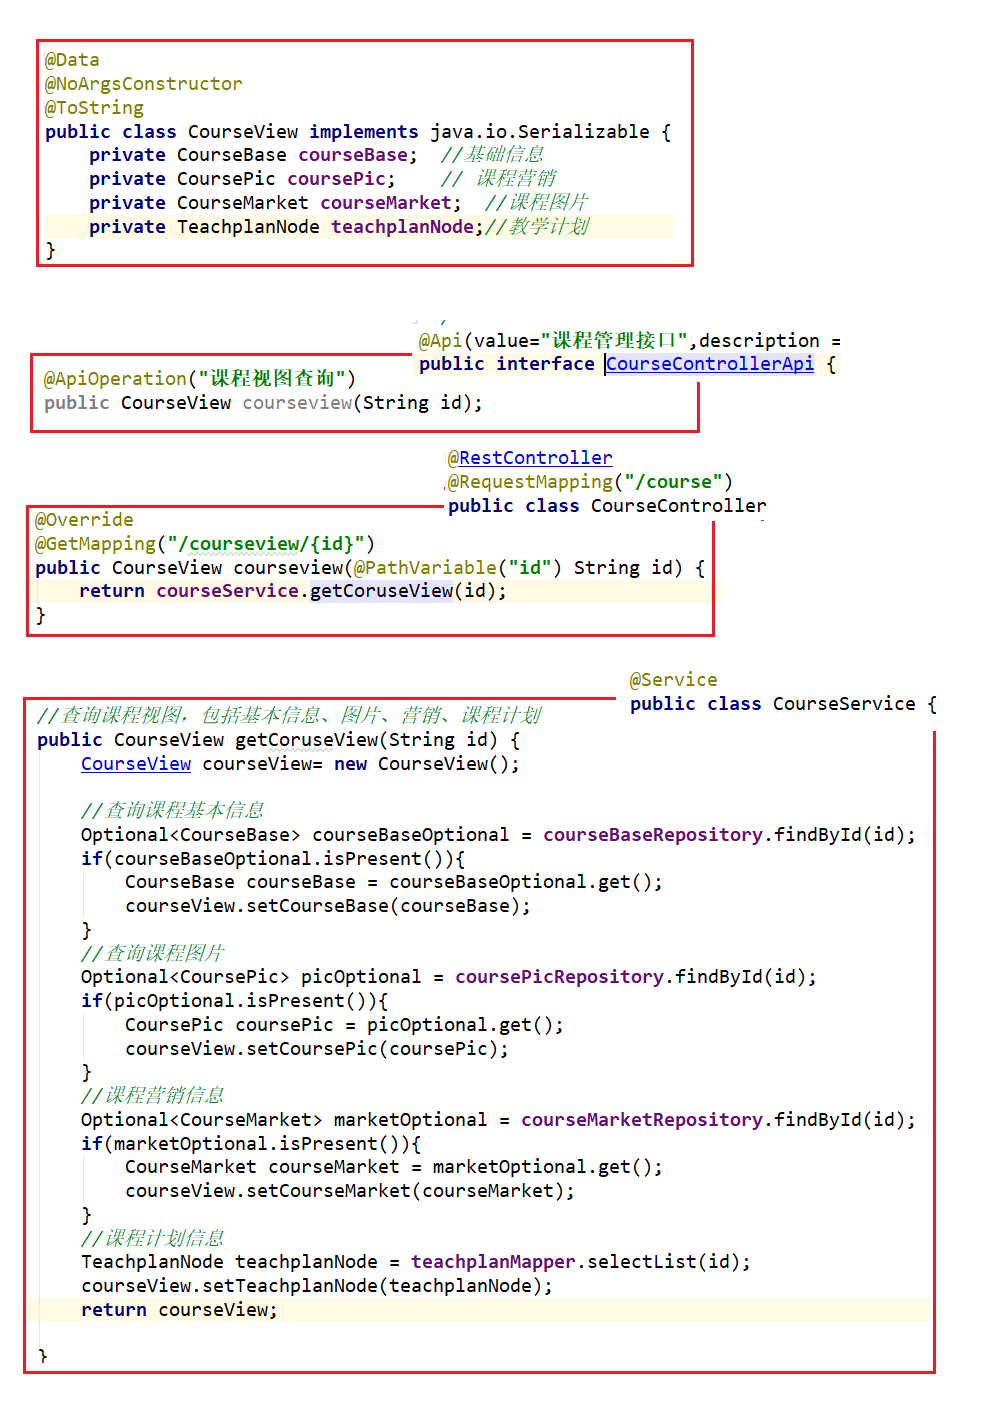 @Data
@NoArgsConstructor
@ToString
public class CourseView implements java.io.Serializable {
    private CourseBase courseBase;  //基础信息
    private CoursePic coursePic;    // 课程营销
    private CourseMarket courseMarket;  //课程图片
    private TeachplanNode teachplanNode;//教学计划
}
@Api(value="课程管理接口",description =
public interface CourseControllerApi {
@ApiOperation("课程视图查询")
public CourseView courseview(String id);
@RestController
@RequestMapping("/course")
public class CourseController
@Override
@GetMapping("/courseview/{id}")
public CourseView courseview(@PathVariable("id") String id) {
    return courseService.getCoruseView(id);
}
@Service
public class CourseService {
//查询课程视图，包括基本信息、图片、营销、课程计划
public CourseView getCoruseView(String id) {
    CourseView courseView= new CourseView();
    //查询课程基本信息
    Optional<CourseBase> courseBaseOptional = courseBaseRepository.findById(id);
    if(courseBaseOptional.isPresent()){
        CourseBase courseBase = courseBaseOptional.get();
        courseView.setCourseBase(courseBase);
    }
    //查询课程图片
    Optional<CoursePic> picOptional = coursePicRepository.findById(id);
    if(picOptional.isPresent()){
        CoursePic coursePic = picOptional.get();
        courseView.setCoursePic(coursePic);
    }
    //课程营销信息
    Optional<CourseMarket> marketOptional = courseMarketRepository.findById(id);
    if(marketOptional.isPresent()){
        CourseMarket courseMarket = marketOptional.get();
        courseView.setCourseMarket(courseMarket);
    }
    //课程计划信息
    TeachplanNode teachplanNode = teachplanMapper.selectList(id);
    courseView.setTeachplanNode(teachplanNode);
    return courseView;
}